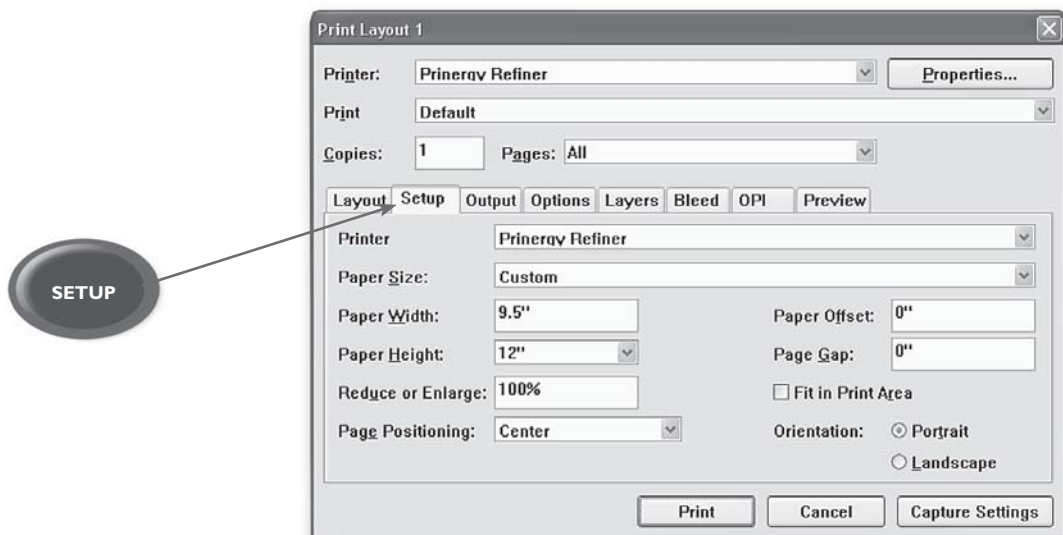 Print Layout 1
Printer: Prinergy Refiner Properties...
Print Default
Copies: 1 Pages: All
Layout Setup Output Options Layers Bleed OPI Preview
Printer Prinergy Refiner
SETUP
Paper Size: Custom
Paper Width: 9.5" Paper Offset: 0"
Paper Height: 12" Page Gap: 0"
Reduce or Enlarge: 100% Fit in Print Area
Page Positioning: Center Orientation: Portrait
Landscape
Print Cancel Capture Settings